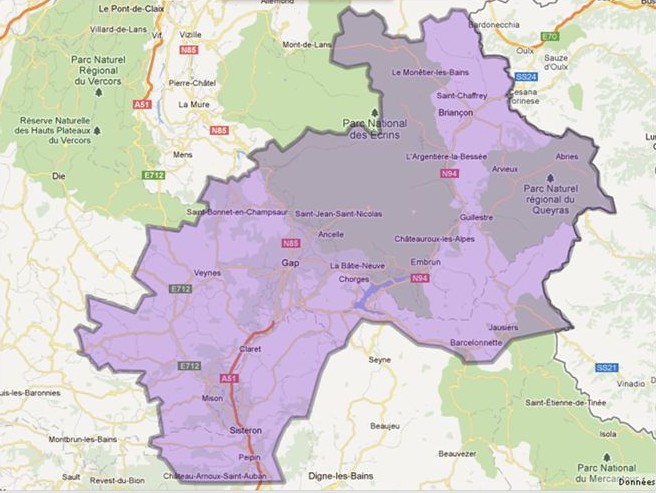 Le Pont-de-Claix
Villard-de-Lans
Vif
Vizille
N85
Mont-de-Lans
Bardonecchia
E70
Oulx
Sauze
d'Oulx
Parc Naturel
Régional
du Vercors
Pierre-Châtel
Le Monêtier-les-Bains
SS24
Cesana
Torinese
A51
La Mure
Saint-Chaffrey
Briançon
Réserve Naturelle
des Hauts Plateaux
du Vercors
N85
Parc National
des Écrins
Mens
L'Argentière-la-Bessée
Abriès
Die
E712
N94
Arvieux
Parc Naturel
régional du
Queyras
Saint-Bonnet-en-Champsaur
Saint-Jean-Saint-Nicolas
Guillestre
Ancelle
N85
Châteauroux-les-Alpes
Gap
La Bâtie-Neuve
Embrun
Veynes
Chorges
N94
E712
Jausiers
Claret
Barcelonnette
Seyne
E712
A51
SS21
Vinadio
uis-les-Baronnies
Mison
Saint-Étienne-de-Tinée
Sisteron
Beaujeu
Isola
Montbrun-les-Bains
Peipin
Beauvezer
Parc National
du Mercantour
Sault
Revest-du-Bion
Château-Arnoux-Saint-Auban
Digne-les-Bains
Données